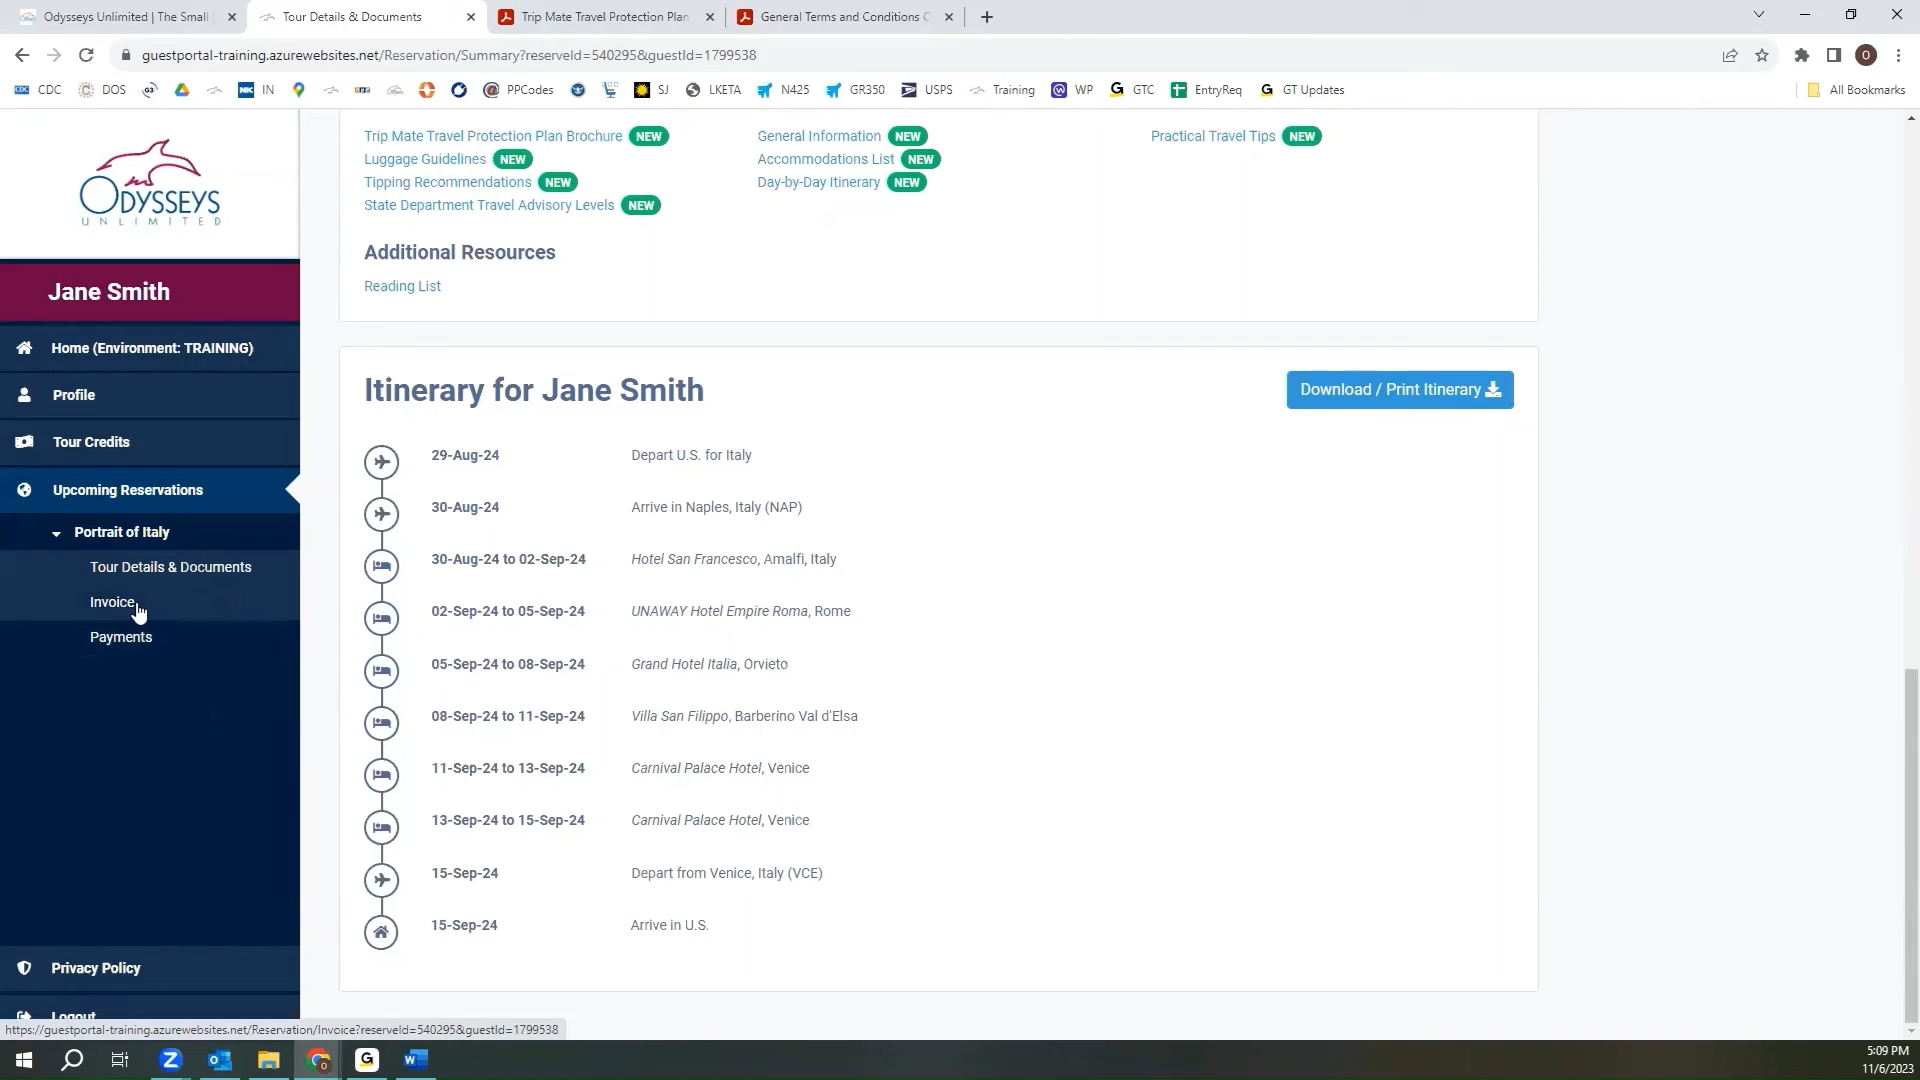 Odysseys Unlimited | The Small
Tour Details & Documents
Trip Mate Travel Protection Plan
General Terms and Conditions C
guestportal-training.azurewebsites.net/Reservation/Summary?reserveId=540295&guestId=1799538
O
CDC
DOS
IN
PPCodes
SJ
LKETA
N425
GR350
USPS
Training
WP
GTC
EntryReq
GT Updates
All Bookmarks
ODYSSEYS
UNLIMITED
Jane Smith
Home (Environment: TRAINING)
Profile
Tour Credits
Upcoming Reservations
Portrait of Italy
Tour Details & Documents
Invoice
Payments
Privacy Policy
Logout
Trip Mate Travel Protection Plan Brochure NEW
Luggage Guidelines NEW
Tipping Recommendations NEW
State Department Travel Advisory Levels NEW
General Information NEW
Accommodations List NEW
Day-by-Day Itinerary NEW
Practical Travel Tips NEW
Additional Resources
Reading List
Itinerary for Jane Smith
Download / Print Itinerary
29-Aug-24 Depart U.S. for Italy
30-Aug-24 Arrive in Naples, Italy (NAP)
30-Aug-24 to 02-Sep-24 Hotel San Francesco, Amalfi, Italy
02-Sep-24 to 05-Sep-24 UNAWAY Hotel Empire Roma, Rome
05-Sep-24 to 08-Sep-24 Grand Hotel Italia, Orvieto
08-Sep-24 to 11-Sep-24 Villa San Filippo, Barberino Val d'Elsa
11-Sep-24 to 13-Sep-24 Carnival Palace Hotel, Venice
13-Sep-24 to 15-Sep-24 Carnival Palace Hotel, Venice
15-Sep-24 Depart from Venice, Italy (VCE)
15-Sep-24 Arrive in U.S.
https://guestportal-training.azurewebsites.net/Reservation/Invoice?reserveId=540295&guestId=1799538
5:09 PM
11/6/2023